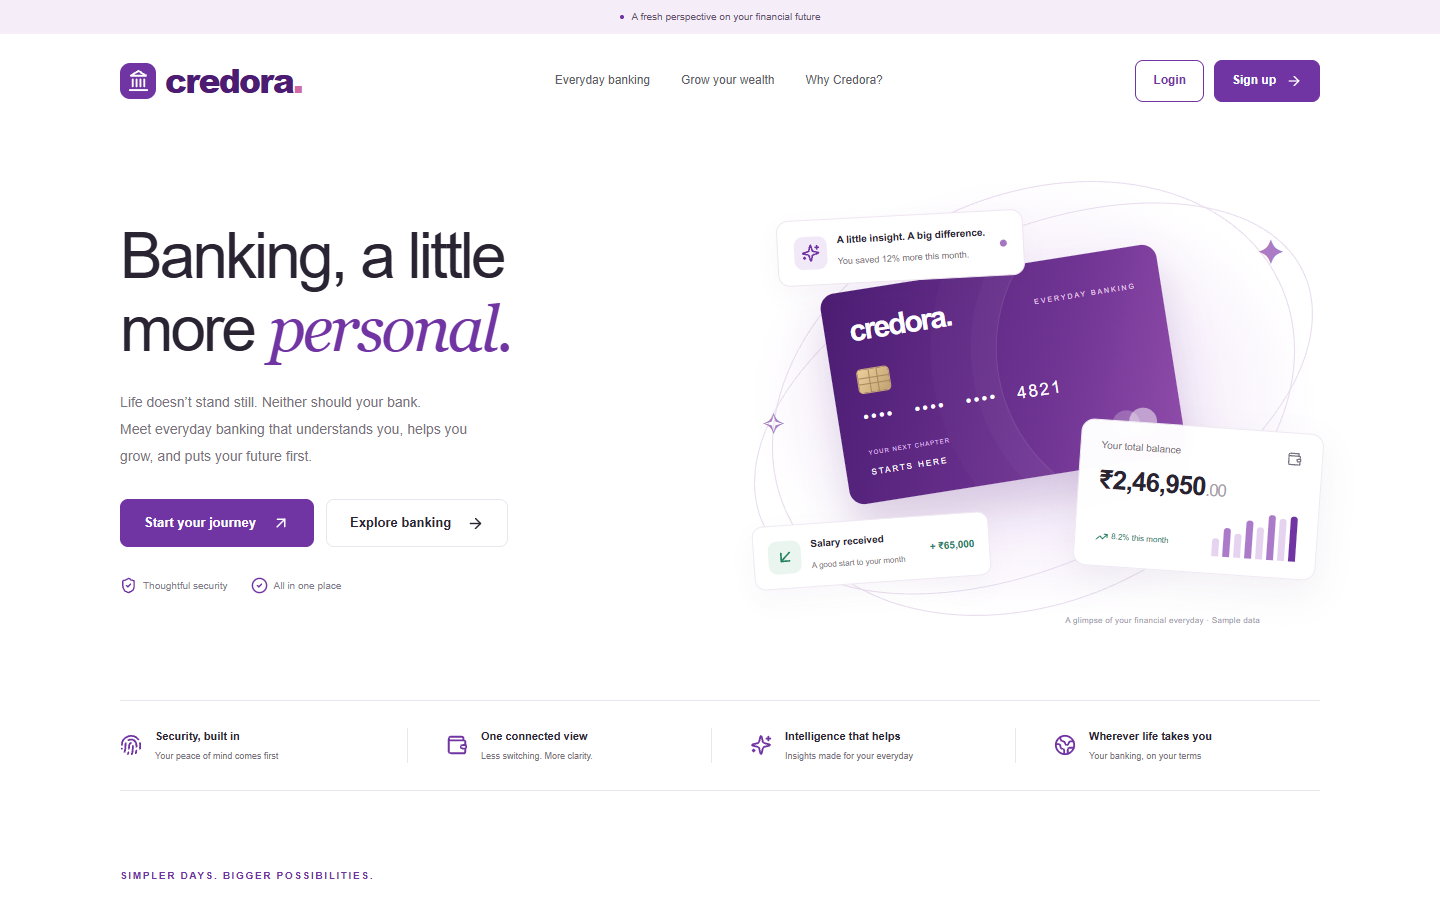 A fresh perspective on your financial future
credora.
Everyday banking
Grow your wealth
Why Credora?
Login
Sign up
Banking, a little
more personal.
Life doesn’t stand still. Neither should your bank.
Meet everyday banking that understands you, helps you
grow, and puts your future first.
Start your journey
Explore banking
Thoughtful security
All in one place
A little insight. A big difference.
You saved 12% more this month.
credora.
EVERYDAY BANKING
•••• •••• •••• 4821
YOUR NEXT CHAPTER
STARTS HERE
Your total balance
₹2,46,950.00
8.2% this month
Salary received
A good start to your month
+ ₹65,000
A glimpse of your financial everyday · Sample data
Security, built in
Your peace of mind comes first
One connected view
Less switching. More clarity.
Intelligence that helps
Insights made for your everyday
Wherever life takes you
Your banking, on your terms
SIMPLER DAYS. BIGGER POSSIBILITIES.